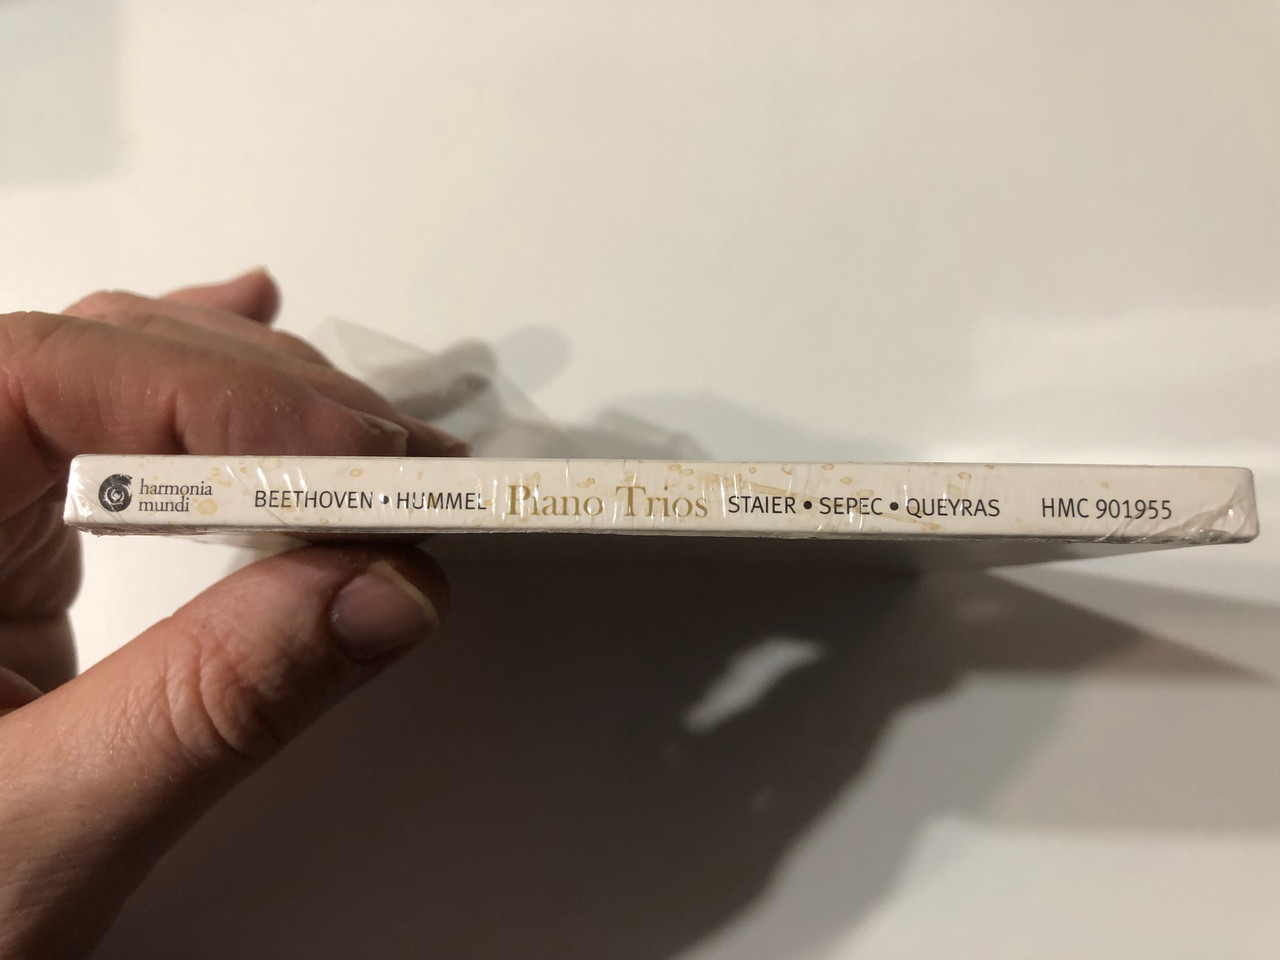 harmonia
mundi
BEETHOVEN • HUMMEL Piano Trios STAIER • SEPEC • QUEYRAS HMC 901955